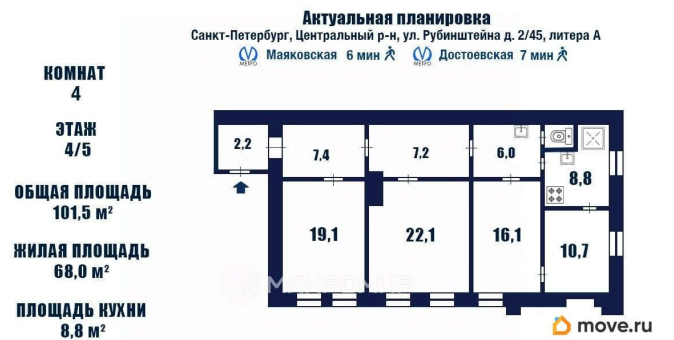 Актуальная планировка
Санкт-Петербург, Центральный р-н, ул. Рубинштейна д. 2/45, литера А
МЕТРО Маяковская 6 мин МЕТРО Достоевская 7 мин
КОМНАТ
4
ЭТАЖ
4/5
ОБЩАЯ ПЛОЩАДЬ
101,5 м²
ЖИЛАЯ ПЛОЩАДЬ
68,0 м²
ПЛОЩАДЬ КУХНИ
8,8 м²
2,2
7,4
7,2
6,0
8,8
19,1
22,1
16,1
10,7
move.ru